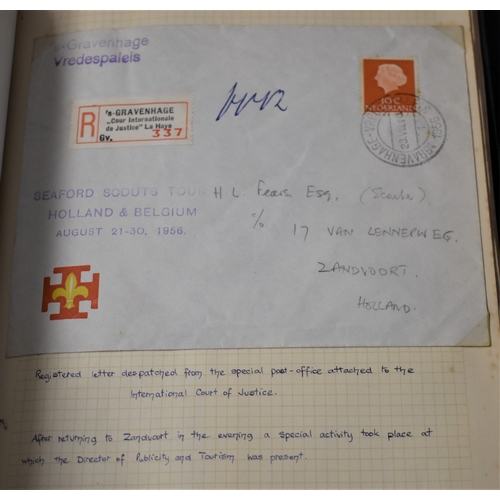 's-Gravenhage
Vredespaleis
10 C
NEDERLAND
R
's-GRAVENHAGE
„Cour Internationale
de Justice" La Haye
Gv. 337
SEAFORD SCOUTS TOUR
HOLLAND & BELGIUM
AUGUST 21-30, 1956.
H L. Fears Esq. (Scouter)
c/o
17 VAN LENNEPWEG.
ZANDVOORT.
HOLLAND.
Registered letter despatched from the special post-office attached to the
International Court of Justice.
After returning to Zandvoort in the evening a special activity took place at
which the Director of Publicity and Tourism was present.